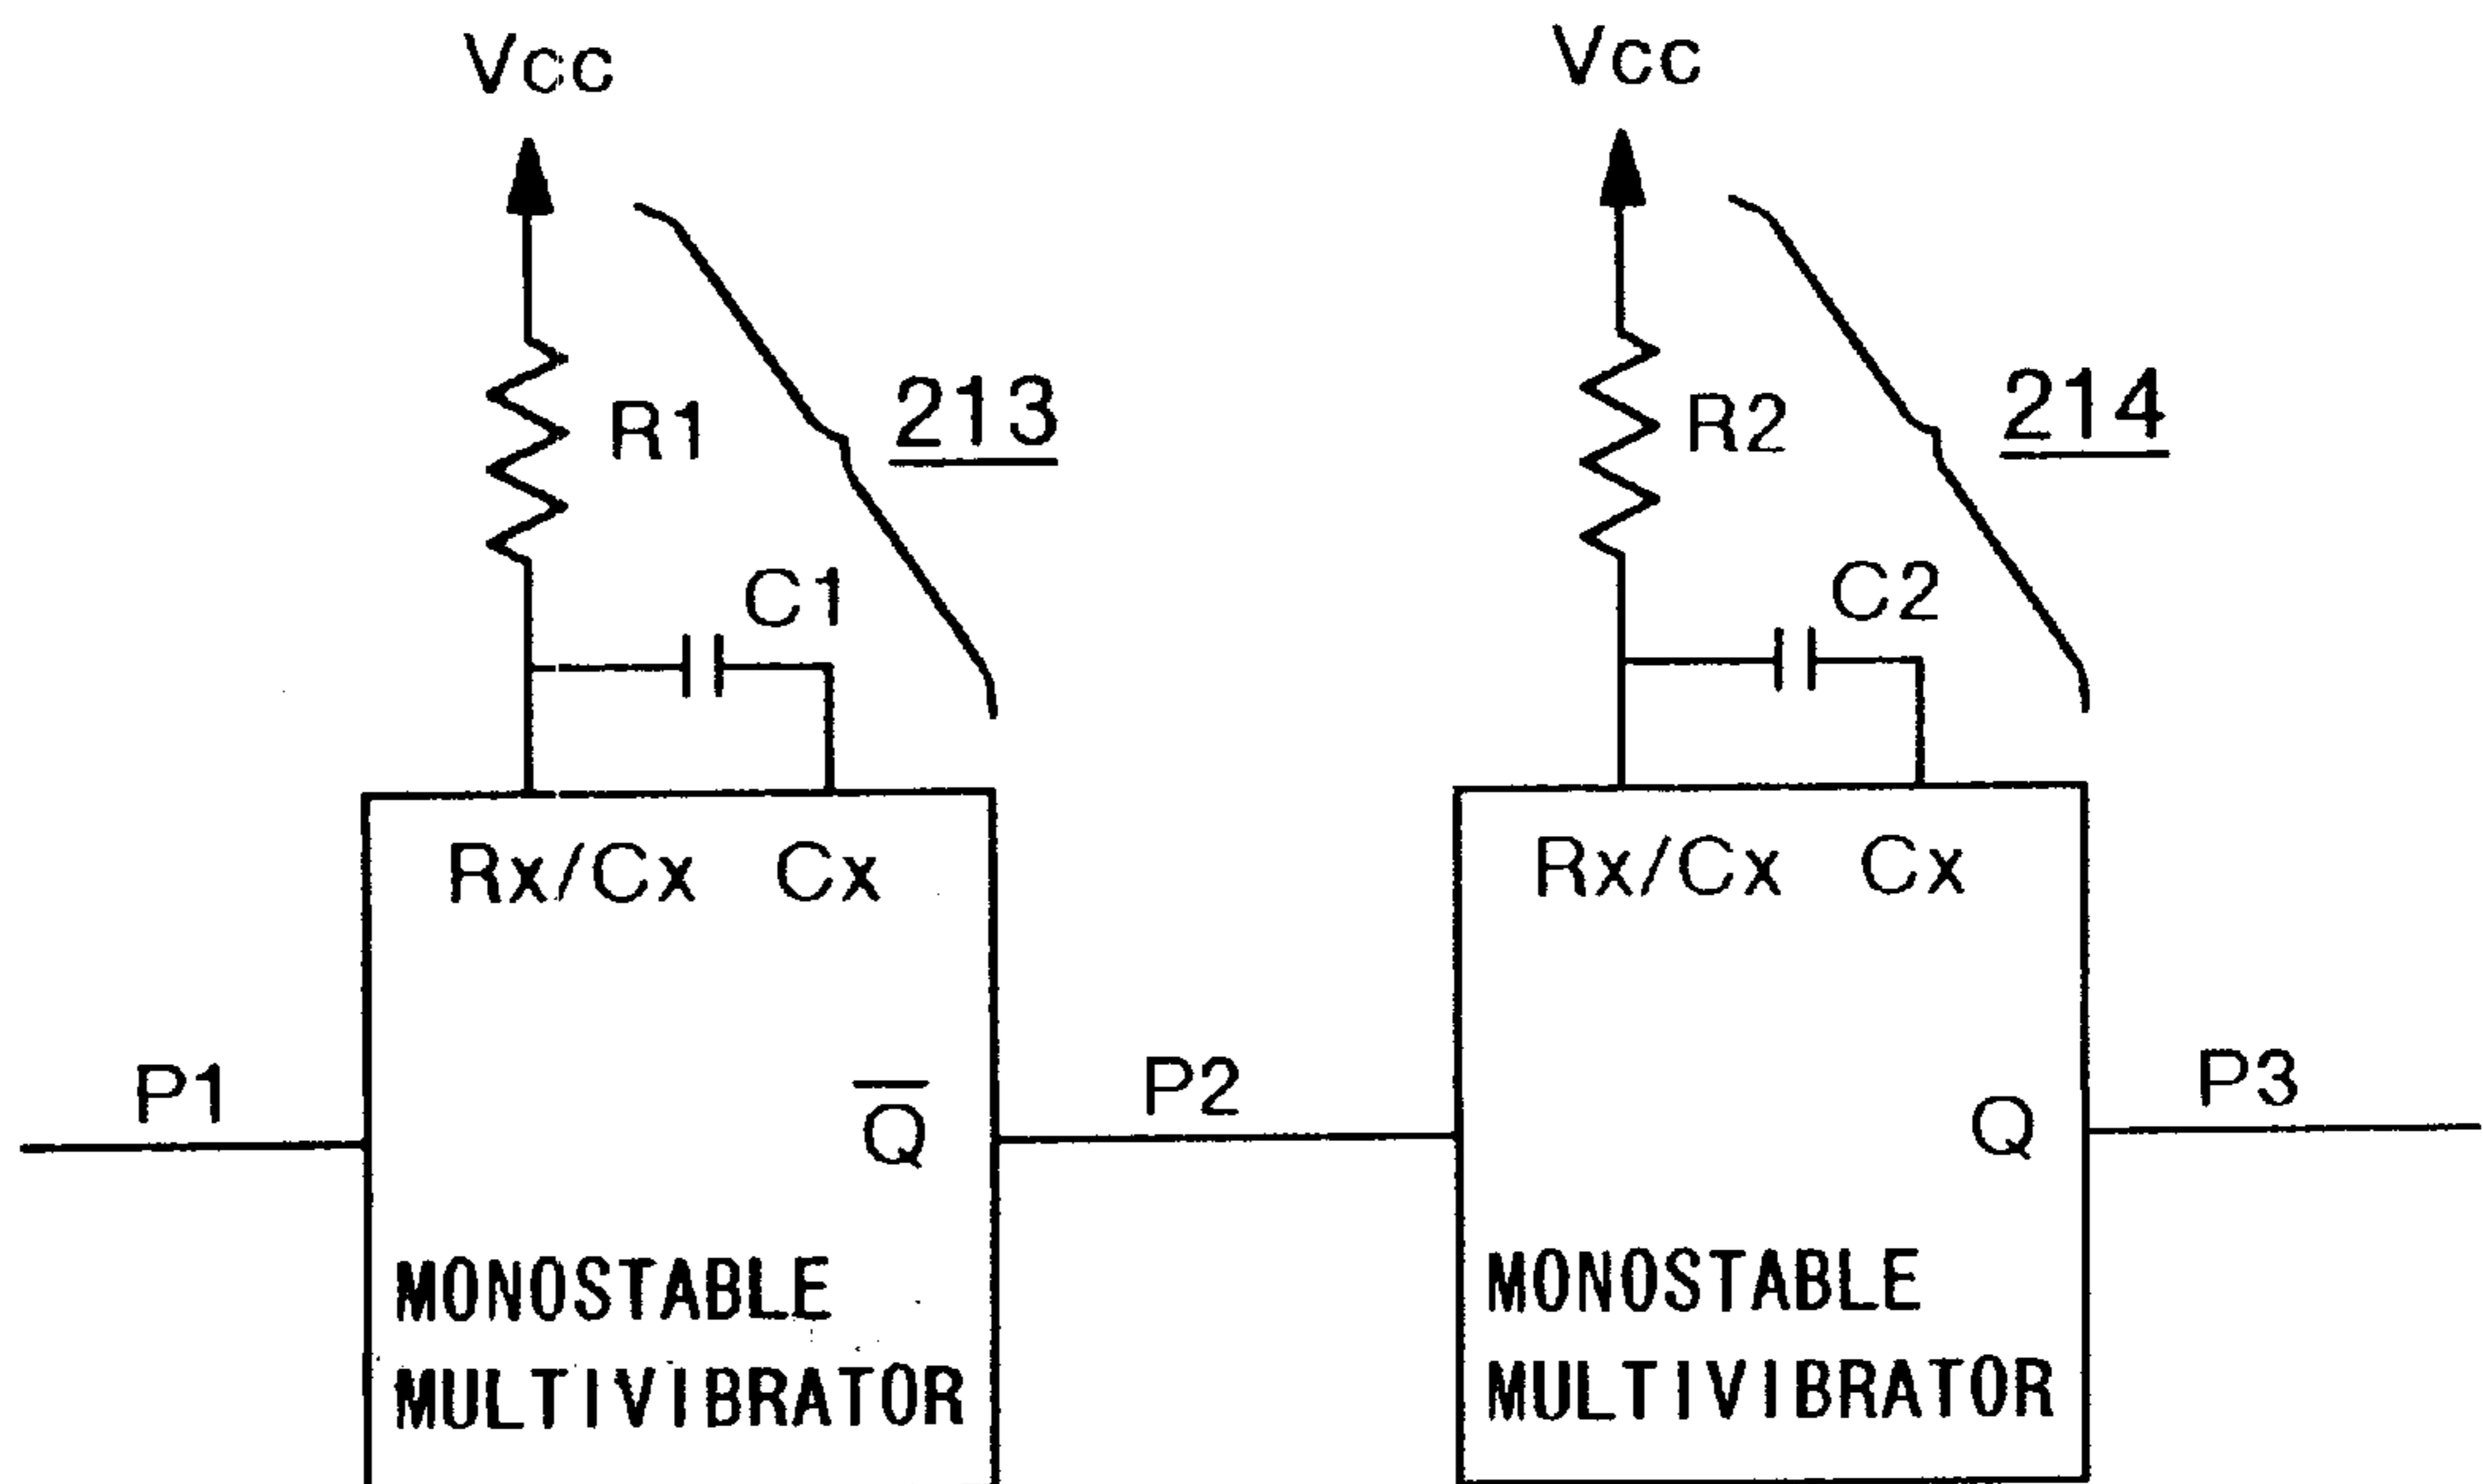 Vcc
Vcc
R1
213
R2
214
C1
C2
Rx/Cx Cx
Rx/Cx Cx
P1
Q̅
P2
Q
P3
MONOSTABLE
MULTIVIBRATOR
MONOSTABLE
MULTIVIBRATOR